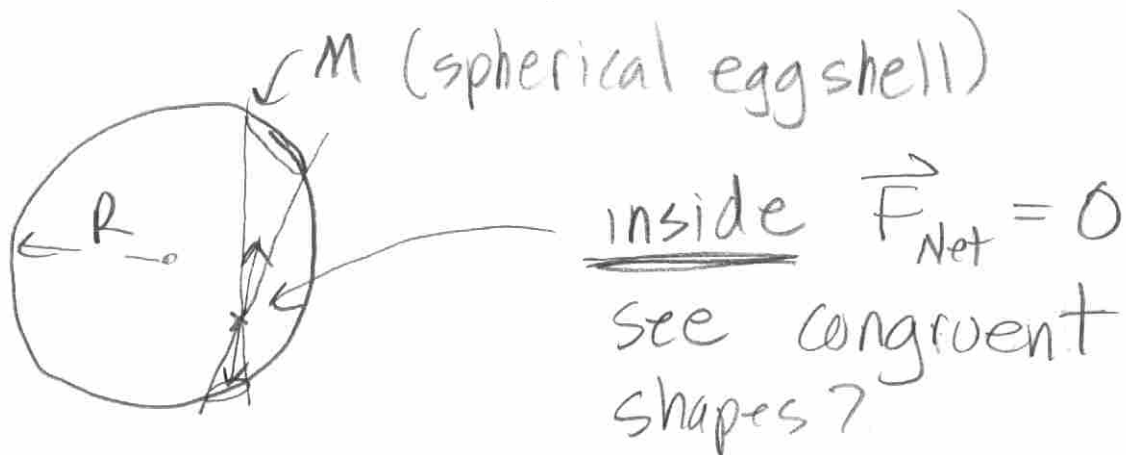 M (spherical eggshell)
R
inside F⃗Net = 0
see congruent
shapes?